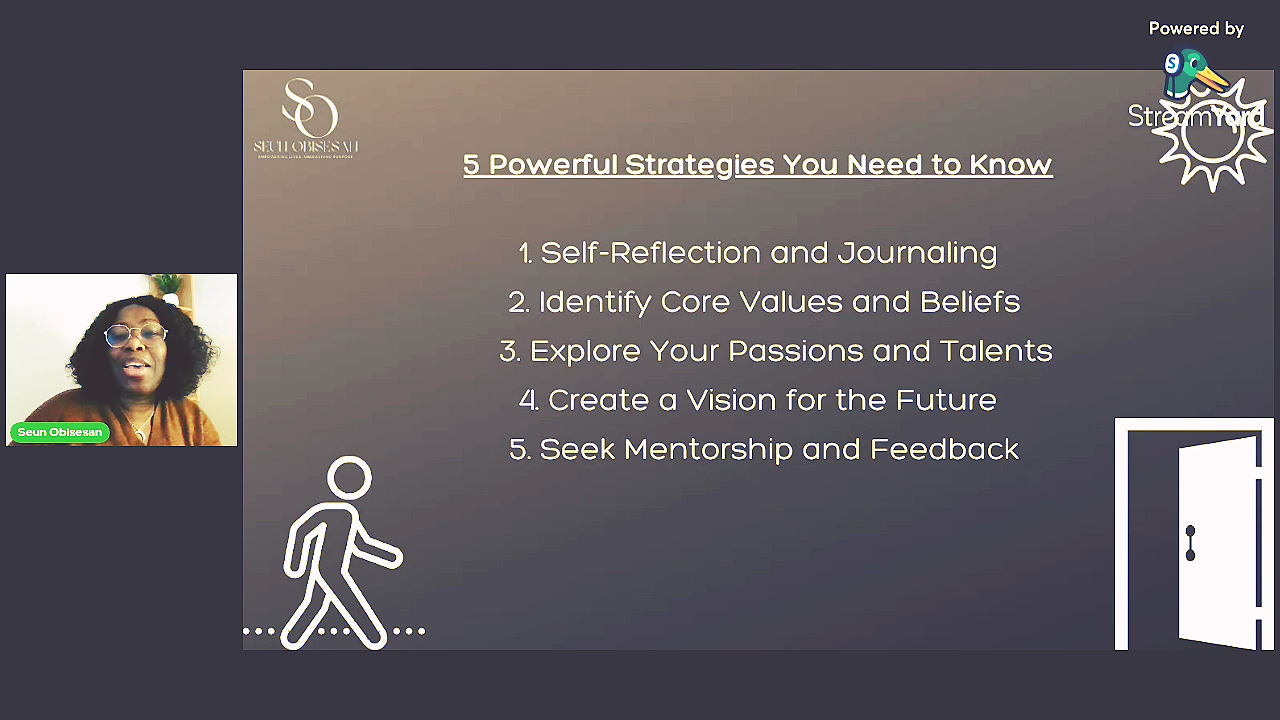 Powered by
StreamYard
SO
SEUN OBISESAN
5 Powerful Strategies You Need to Know
1. Self-Reflection and Journaling
2. Identify Core Values and Beliefs
3. Explore Your Passions and Talents
4. Create a Vision for the Future
5. Seek Mentorship and Feedback
Seun Obisesan